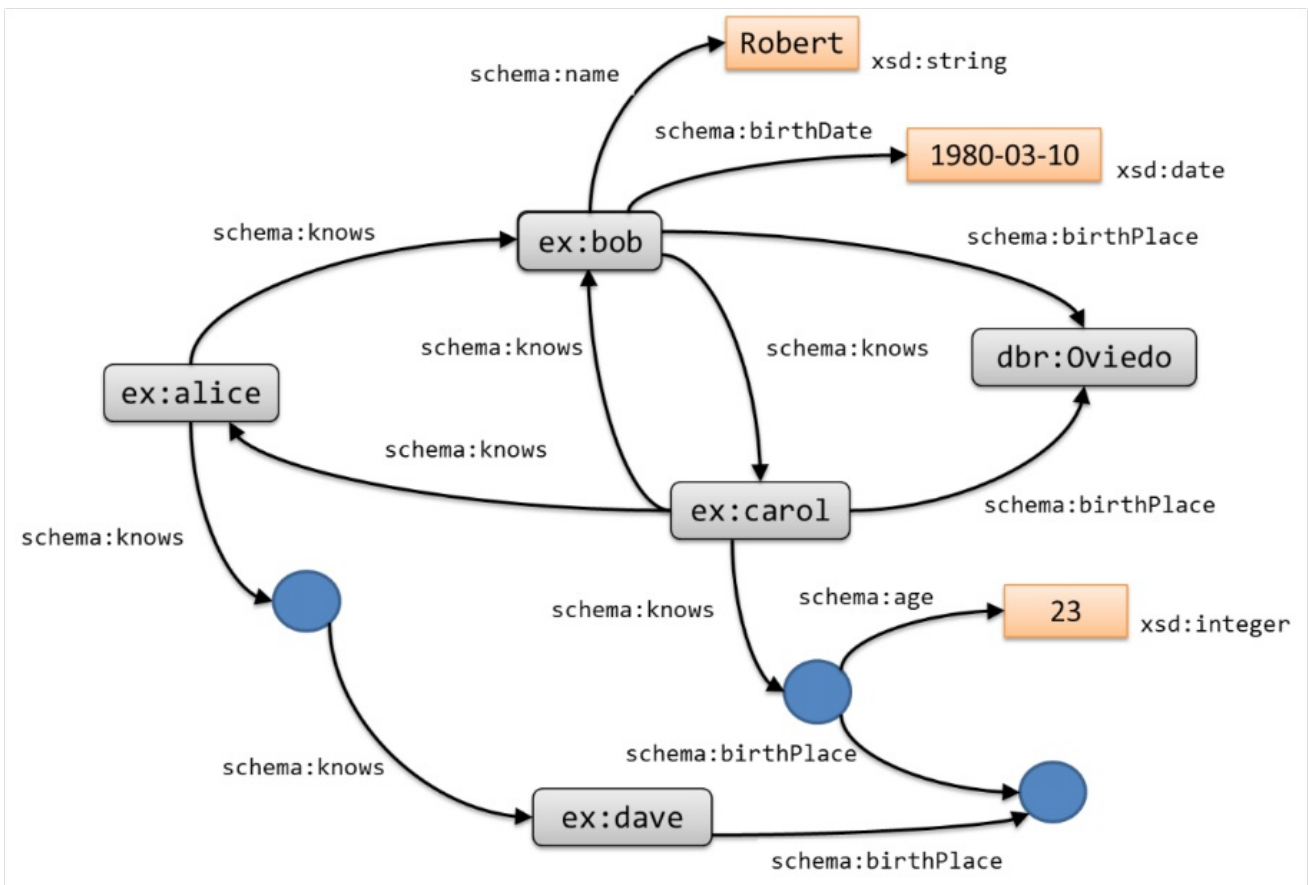 Robert
xsd:string
schema:name
schema:birthDate
1980-03-10
xsd:date
schema:knows
ex:bob
schema:birthPlace
schema:knows
schema:knows
dbr:Oviedo
ex:alice
schema:knows
ex:carol
schema:birthPlace
schema:knows
schema:knows
schema:age
23
xsd:integer
schema:birthPlace
schema:knows
ex:dave
schema:birthPlace